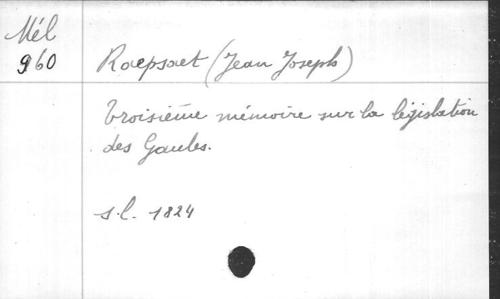 Mél
960
Raepsaet (Jean Joseph)
Troisième mémoire sur la législation
des Gaules.
s.l. 1824